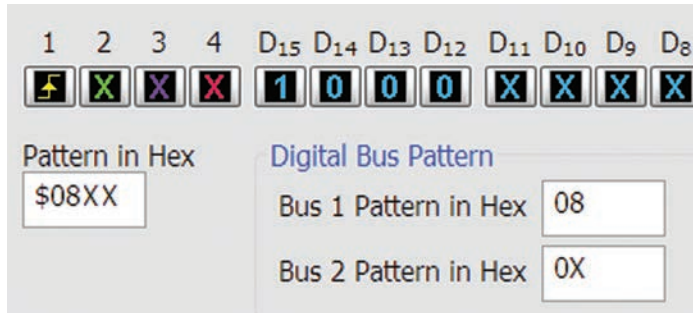 1 2 3 4 D15 D14 D13 D12 D11 D10 D9 D8
X X X 1 0 0 0 X X X X
Pattern in Hex
$08XX
Digital Bus Pattern
Bus 1 Pattern in Hex 08
Bus 2 Pattern in Hex 0X